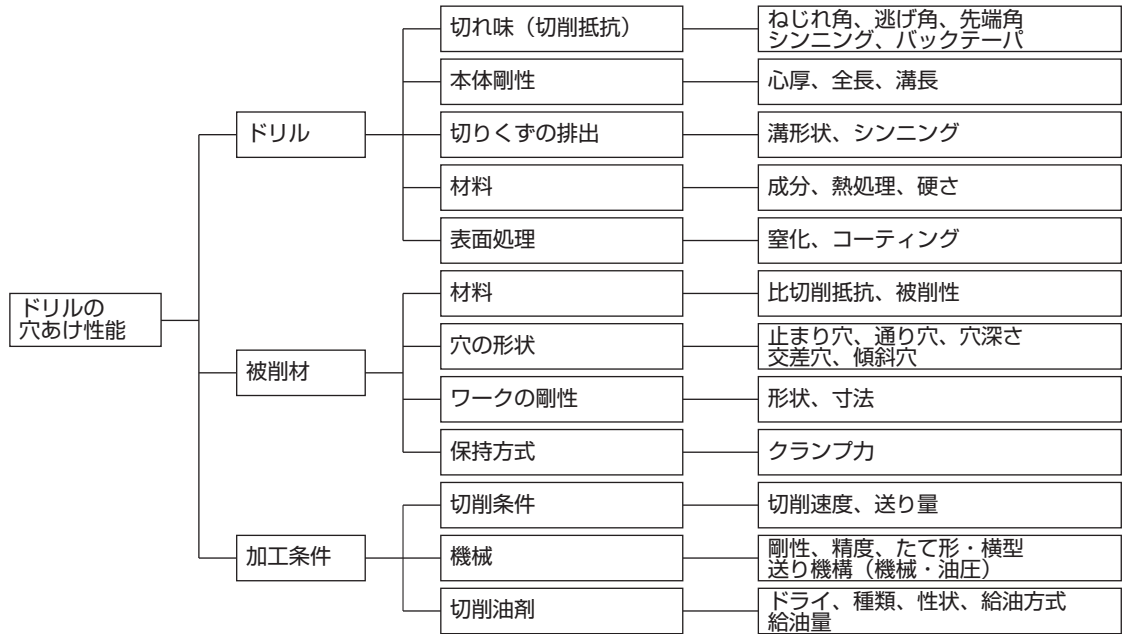 ドリルの
穴あけ性能
ドリル
切れ味（切削抵抗）
ねじれ角、逃げ角、先端角
シンニング、バックテーパ
本体剛性
心厚、全長、溝長
切りくずの排出
溝形状、シンニング
材料
成分、熱処理、硬さ
表面処理
窒化、コーティング
被削材
材料
比切削抵抗、被削性
穴の形状
止まり穴、通り穴、穴深さ
交差穴、傾斜穴
ワークの剛性
形状、寸法
保持方式
クランプ力
加工条件
切削条件
切削速度、送り量
機械
剛性、精度、たて形・横型
送り機構（機械・油圧）
切削油剤
ドライ、種類、性状、給油方式
給油量